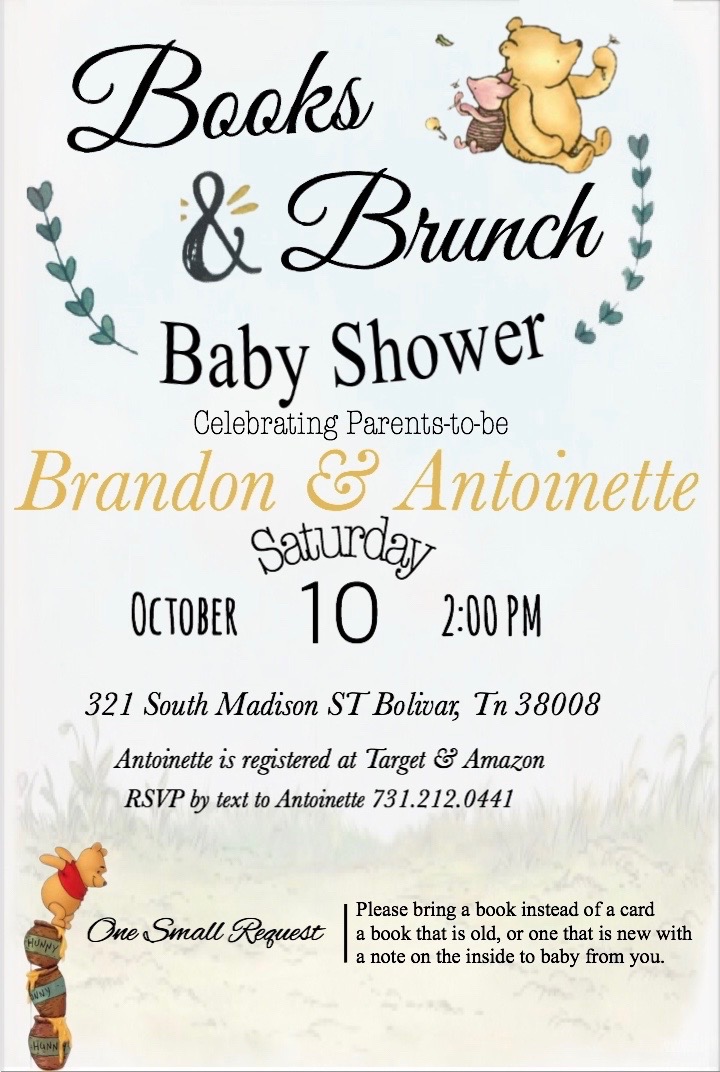 Books
& Brunch
Baby Shower
Celebrating Parents-to-be
Brandon & Antoinette
Saturday
October 10 2:00 PM
321 South Madison ST Bolivar, Tn 38008
Antoinette is registered at Target & Amazon
RSVP by text to Antoinette 731.212.0441
One Small Request
Please bring a book instead of a card
a book that is old, or one that is new with
a note on the inside to baby from you.
HUNNY
UNNY
HUNN